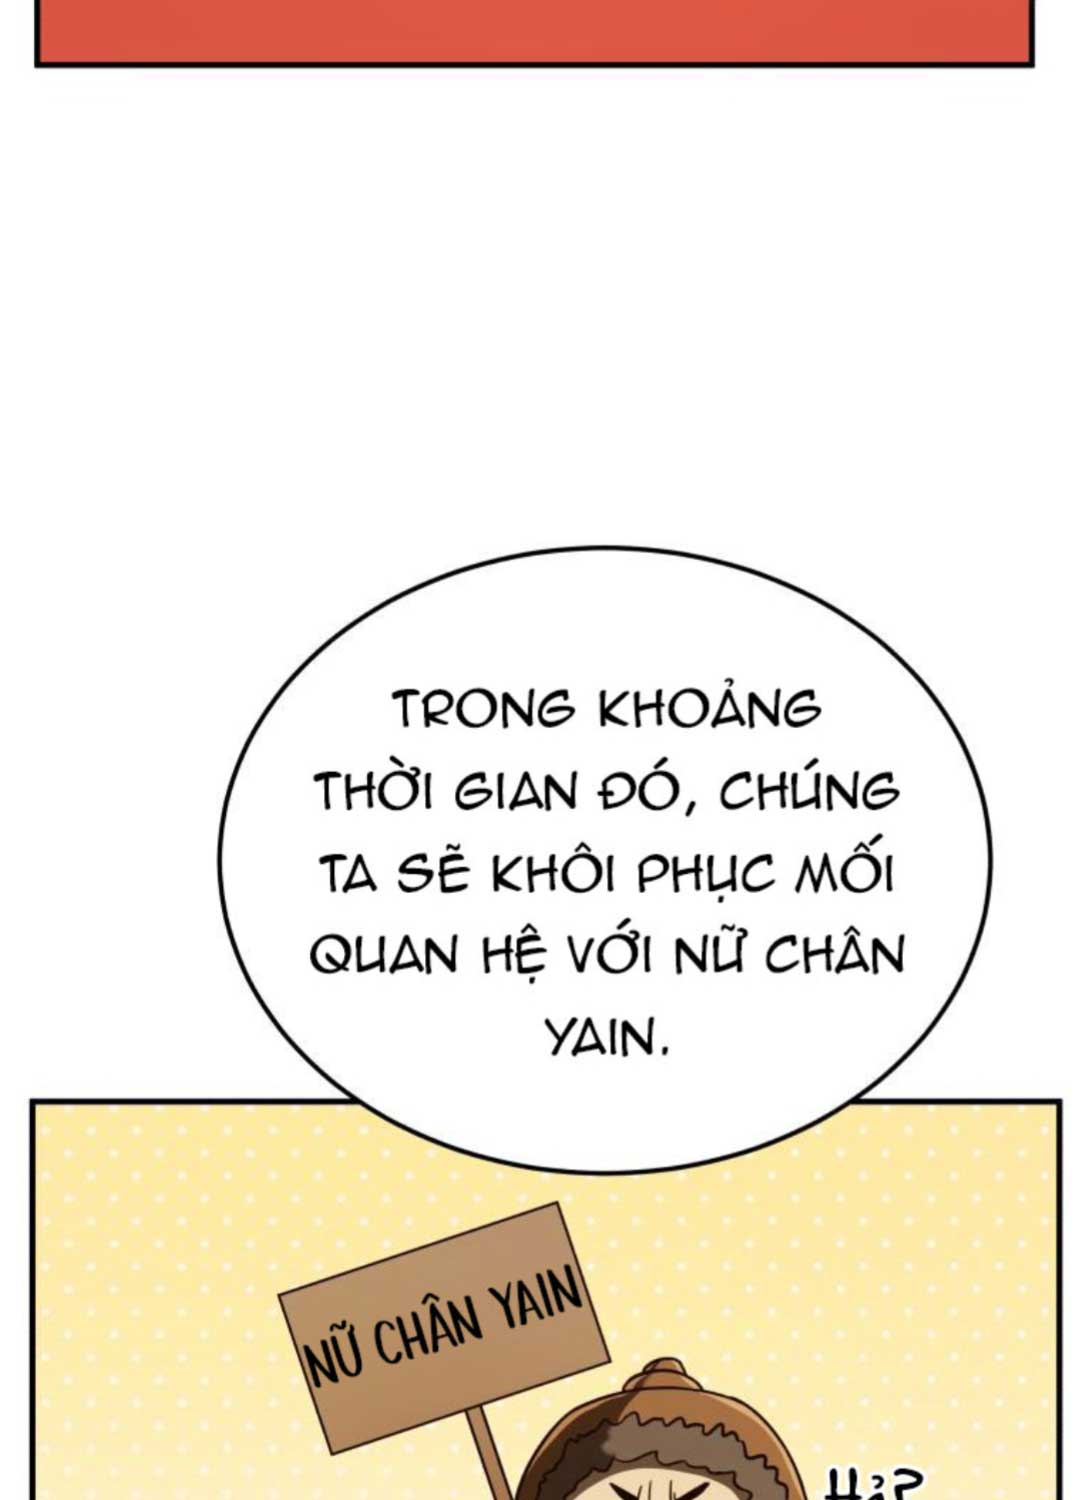 TRONG KHOẢNG
THỜI GIAN ĐÓ, CHÚNG
TA SẼ KHÔI PHỤC MỐI
QUAN HỆ VỚI NỮ CHÂN
YAIN.
NỮ CHÂN YAIN
HẢ?